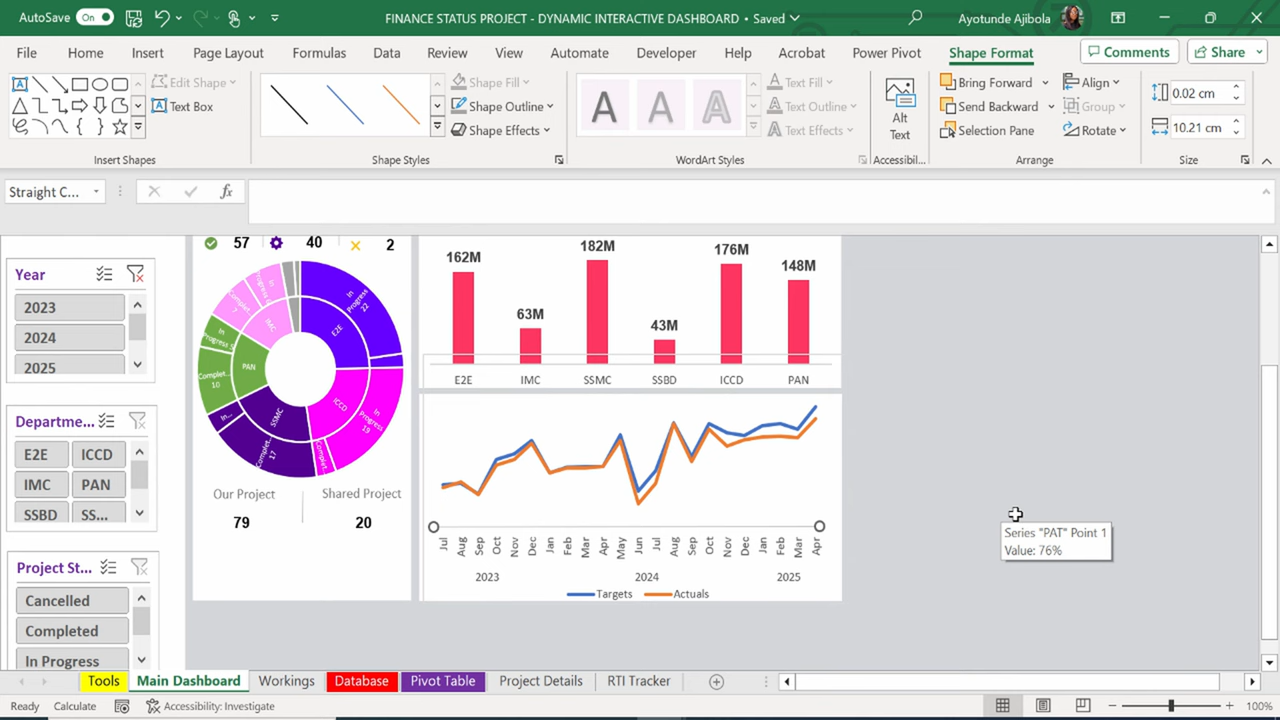 AutoSave On
FINANCE STATUS PROJECT - DYNAMIC INTERACTIVE DASHBOARD • Saved
Ayotunde Ajibola
File Home Insert Page Layout Formulas Data Review View Automate Developer Help Acrobat Power Pivot Shape Format Comments Share
Edit Shape
Text Box
Insert Shapes
Shape Fill
Shape Outline
Shape Effects
Shape Styles
A A A
Text Fill
Text Outline
Text Effects
WordArt Styles
Alt
Text
Accessibil...
Bring Forward
Send Backward
Selection Pane
Align
Group
Rotate
Arrange
0.02 cm
10.21 cm
Size
Straight C...
fx
Year
2023
2024
2025
Departme...
E2E ICCD
IMC PAN
SSBD SS...
Project St...
Cancelled
Completed
In Progress
57 40 2
E2E
In Progress 22
ICCD
In Progress 19
Complet...
SSMC
Complet... 17
In...
PAN
Complet... 10
In Progress 5
IMC
Complet... 7
Our Project Shared Project
79 20
162M 63M 182M 43M 176M 148M
E2E IMC SSMC SSBD ICCD PAN
Jul Aug Sep Oct Nov Dec Jan Feb Mar Apr May Jun Jul Aug Sep Oct Nov Dec Jan Feb Mar Apr
2023 2024 2025
Targets Actuals
Series "PAT" Point 1
Value: 76%
Tools Main Dashboard Workings Database Pivot Table Project Details RTI Tracker
Ready Calculate Accessibility: Investigate 100%